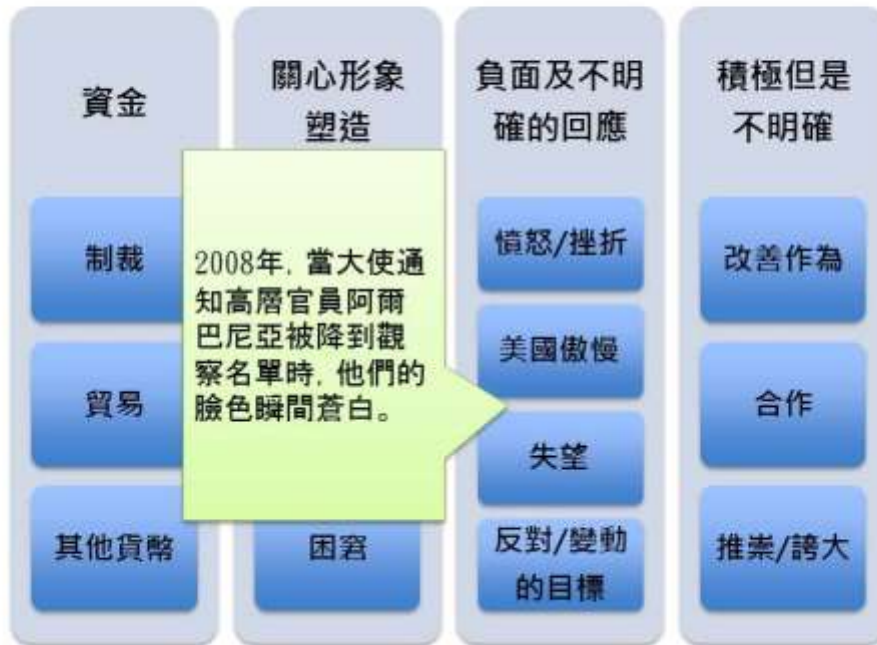 資金
制裁
貿易
其他貨幣
關心形象
塑造
困窘
2008年, 當大使通
知高層官員阿爾
巴尼亞被降到觀
察名單時, 他們的
臉色瞬間蒼白。
負面及不明
確的回應
憤怒/挫折
美國傲慢
失望
反對/變動
的目標
積極但是
不明確
改善作為
合作
推崇/誇大